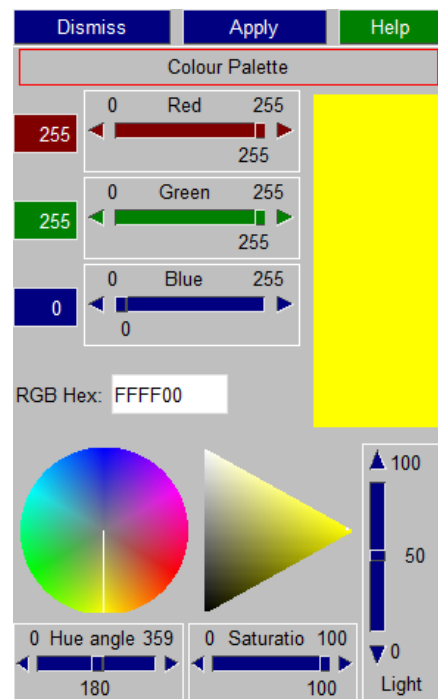 Dismiss Apply Help
Colour Palette
0 Red 255
255
255
0 Green 255
255
255
0 Blue 255
0
0
RGB Hex: FFFF00
100
50
0
Light
0 Hue angle 359
180
0 Saturatio 100
100